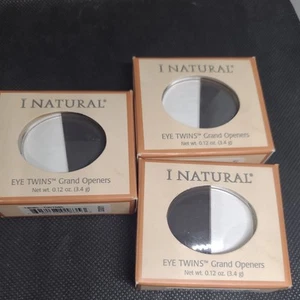 I NATURAL®
EYE TWINS™ Grand Openers
Net wt. 0.12 oz. (3.4 g)
I NATURAL®
EYE TWINS™ Grand Openers
Net wt. 0.12 oz. (3.4 g)
I NATURAL®
EYE TWINS™ Grand Openers
Net wt. 0.12 oz. (3.4 g)